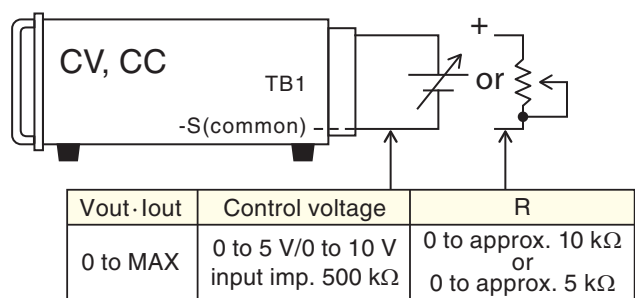 CV, CC
TB1
-S(common)
+
or
Vout·Iout Control voltage R
0 to MAX
0 to 5 V/0 to 10 V
input imp. 500 kΩ
0 to approx. 10 kΩ
or
0 to approx. 5 kΩ